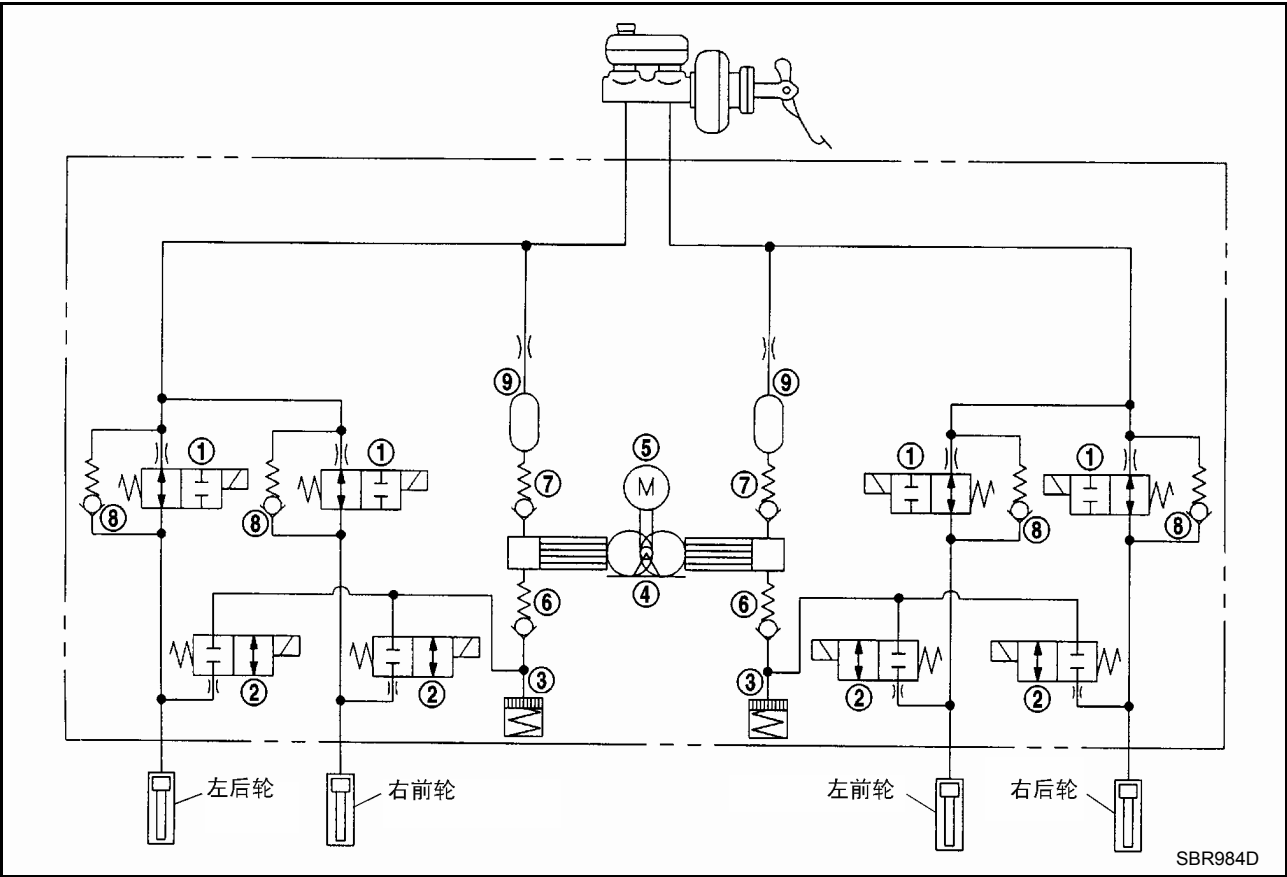 ⑨ ⑨
① ① ⑤ ① ①
M
⑦ ⑦
⑧ ⑧ ⑧ ⑧
④
⑥ ⑥
② ② ③ ③ ② ②
左后轮 右前轮 左前轮 右后轮
SBR984D